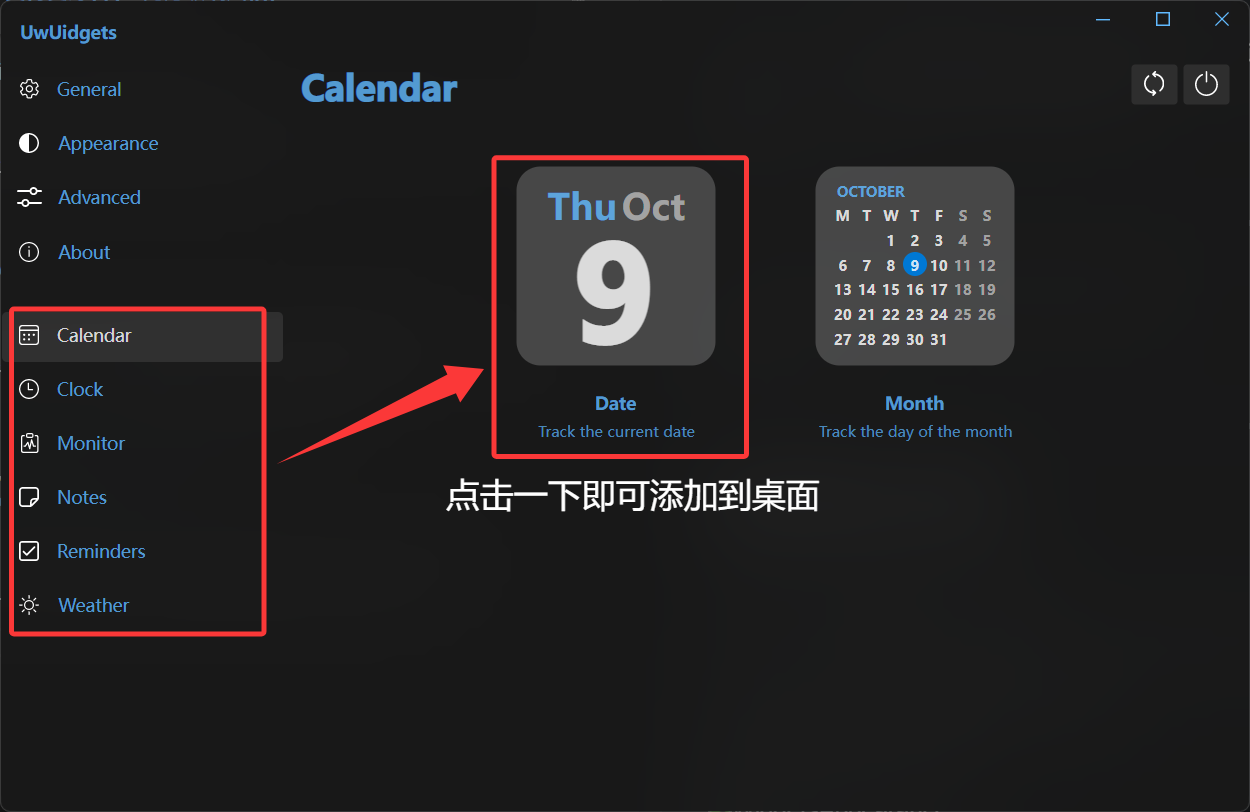 UwUidgets
General
Appearance
Advanced
About
Calendar
Clock
Monitor
Notes
Reminders
Weather
Calendar
Thu Oct
9
Date
Track the current date
OCTOBER
M T W T F S S
1 2 3 4 5
6 7 8 9 10 11 12
13 14 15 16 17 18 19
20 21 22 23 24 25 26
27 28 29 30 31
Month
Track the day of the month
点击一下即可添加到桌面